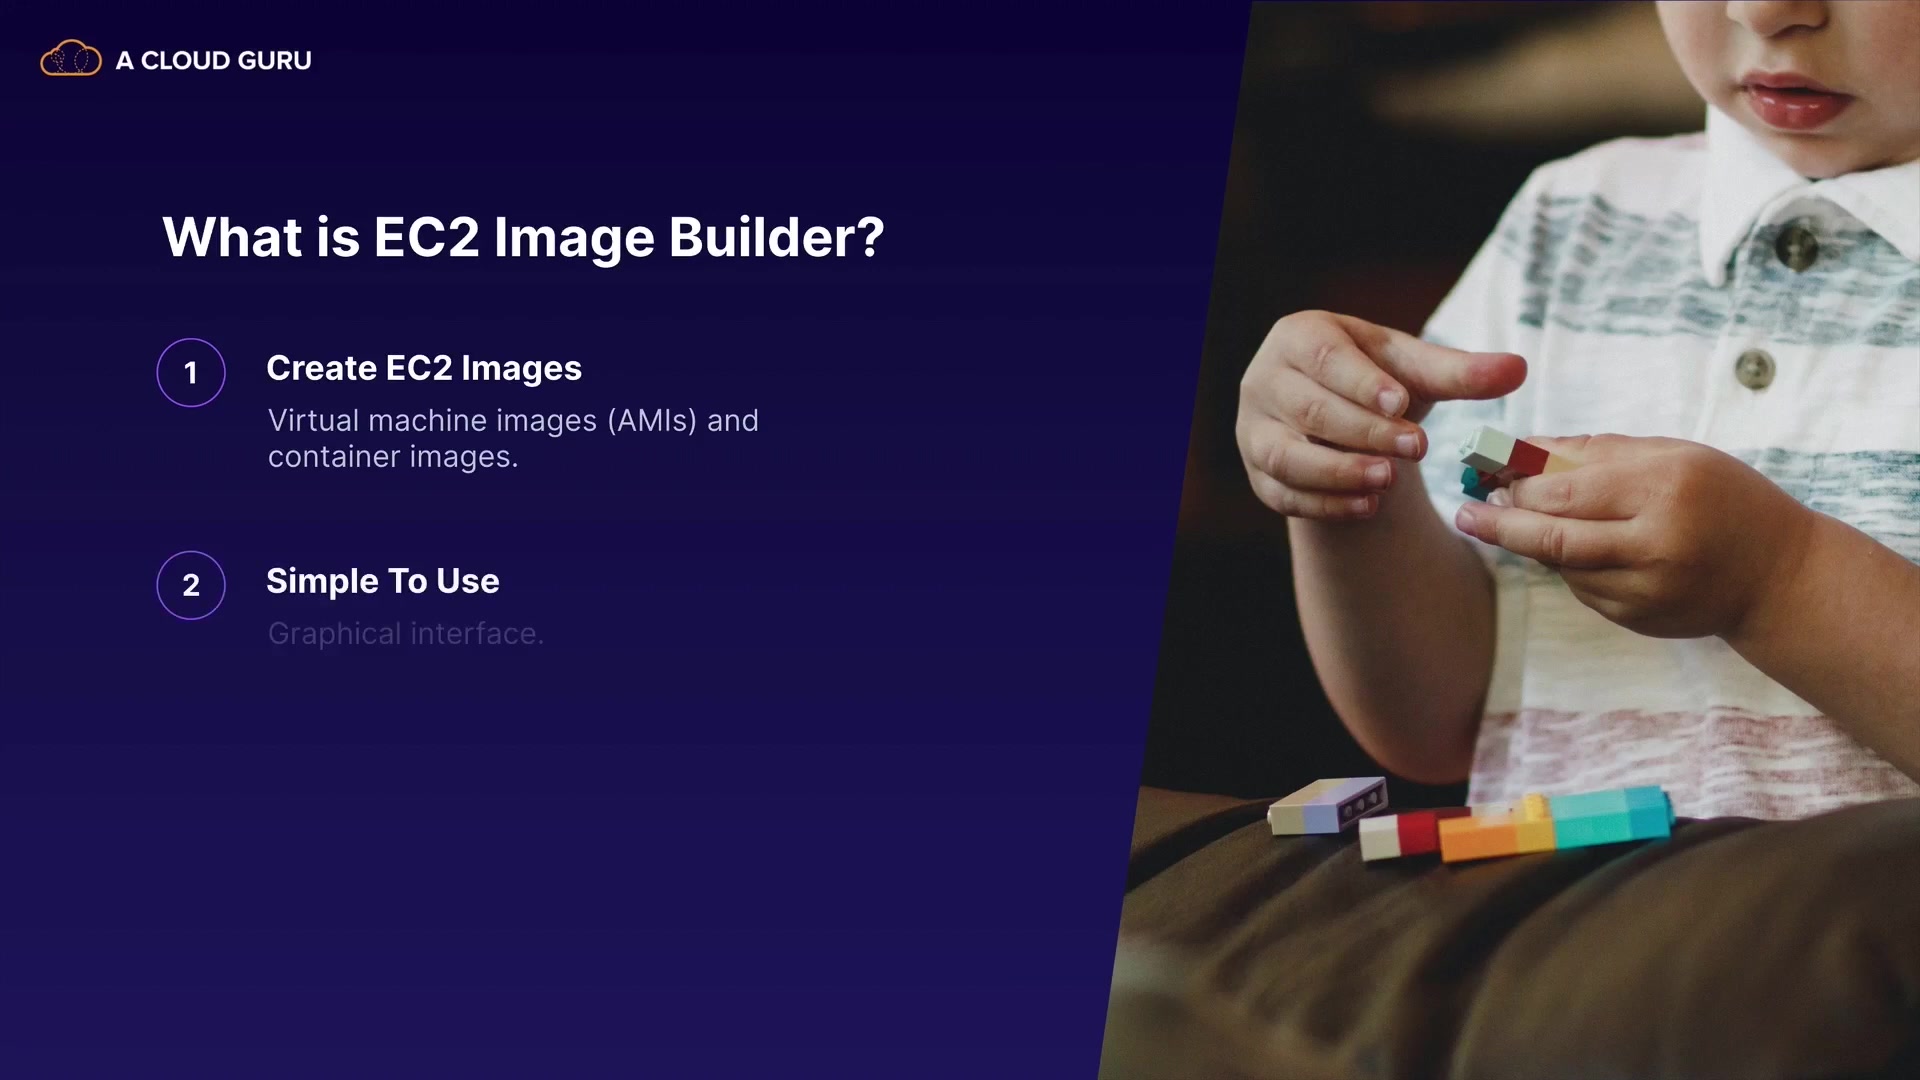 A CLOUD GURU
What is EC2 Image Builder?
1
Create EC2 Images
Virtual machine images (AMIs) and
container images.
2
Simple To Use
Graphical interface.